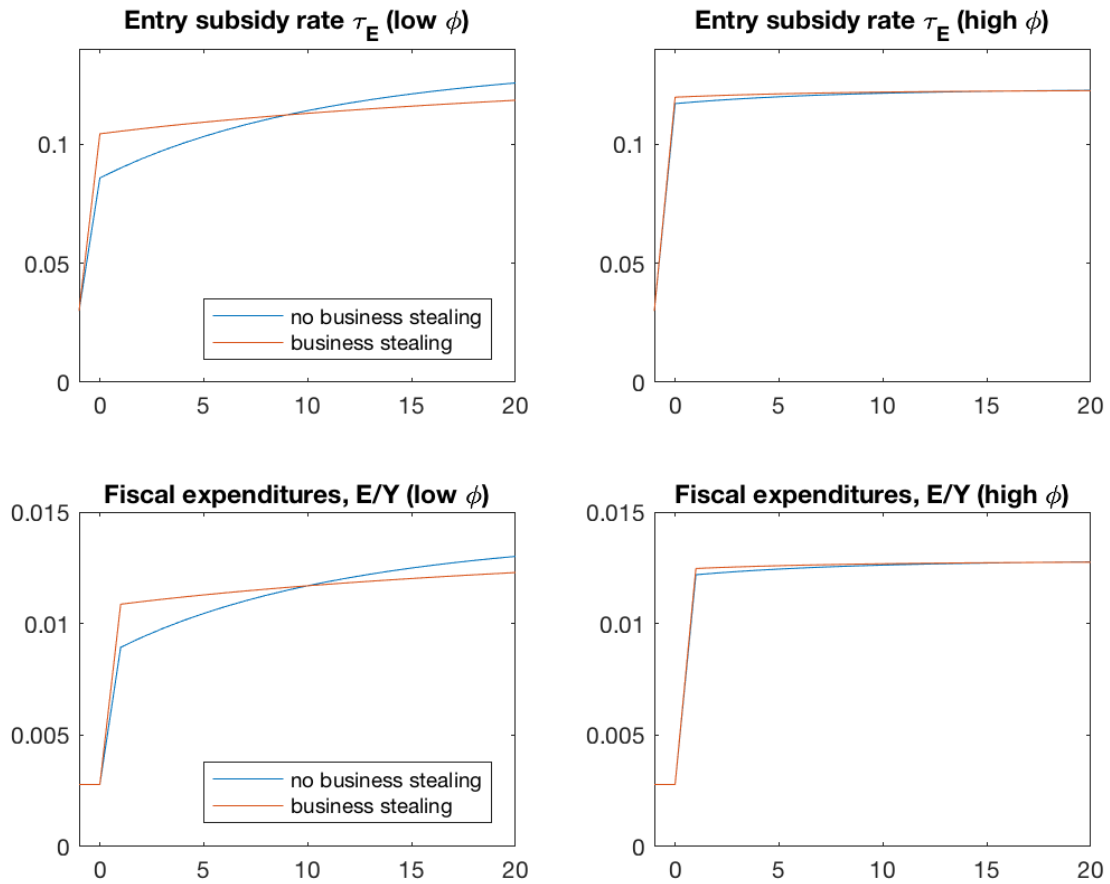 Entry subsidy rate τ_E (low ϕ)
0.1
0.05
0
0 5 10 15 20
no business stealing
business stealing
Entry subsidy rate τ_E (high ϕ)
0.1
0.05
0
0 5 10 15 20
Fiscal expenditures, E/Y (low ϕ)
0.015
0.01
0.005
0
0 5 10 15 20
no business stealing
business stealing
Fiscal expenditures, E/Y (high ϕ)
0.015
0.01
0.005
0
0 5 10 15 20